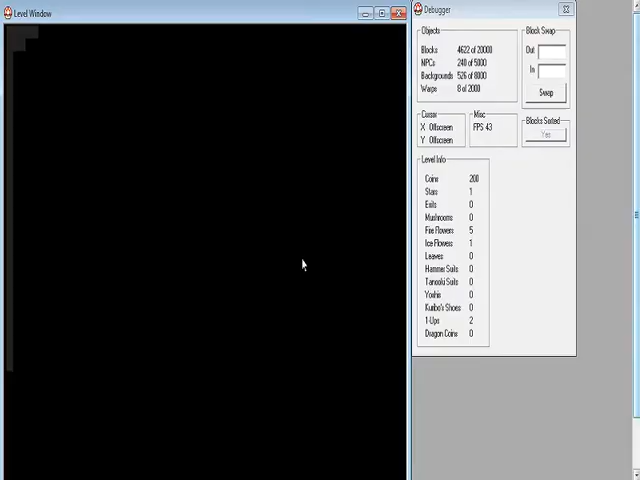 Level Window
Debugger
Objects
Blocks 4622 of 20000
NPCs 240 of 5000
Backgrounds 526 of 8000
Warps 8 of 2000
Block Swap
Out
In
Swap
Cursor
X Offscreen
Y Offscreen
Misc
FPS 43
Blocks Sorted
Yes
Level Info
Coins 200
Stars 1
Exits 0
Mushrooms 0
Fire Flowers 5
Ice Flowers 1
Leaves 0
Hammer Suits 0
Tanooki Suits 0
Yoshis 0
Kuribo's Shoes 0
1-Ups 2
Dragon Coins 0